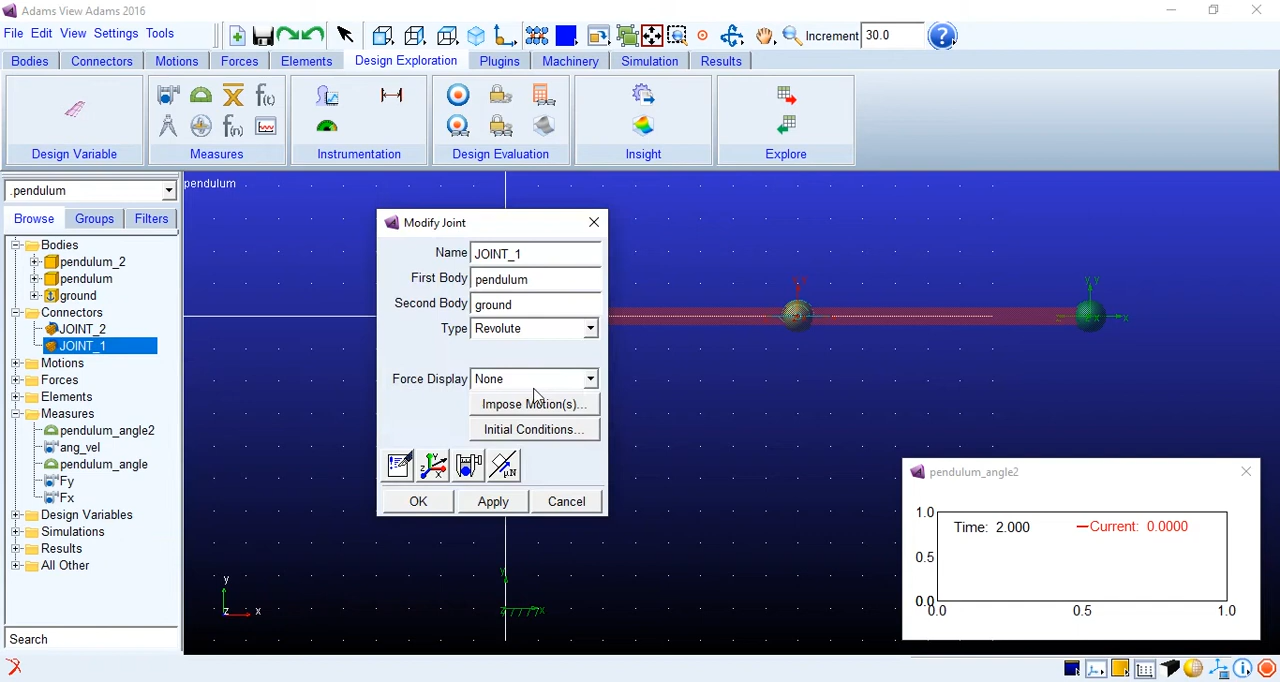 Adams View Adams 2016
File Edit View Settings Tools
Increment 30.0
Bodies Connectors Motions Forces Elements Design Exploration Plugins Machinery Simulation Results
f(t)
f(n)
Design Variable Measures Instrumentation Design Evaluation Insight Explore
.pendulum
pendulum
Browse Groups Filters
Bodies
pendulum_2
pendulum
ground
Connectors
JOINT_2
JOINT_1
Motions
Forces
Elements
Measures
pendulum_angle2
ang_vel
pendulum_angle
Fy
Fx
Design Variables
Simulations
Results
All Other
Search
Modify Joint
Name JOINT_1
First Body pendulum
Second Body ground
Type Revolute
Force Display None
Impose Motion(s)...
Initial Conditions...
OK Apply Cancel
pendulum_angle2
1.0
Time: 2.000 Current: 0.0000
0.5
0.0
0.0 0.5 1.0
y
z x